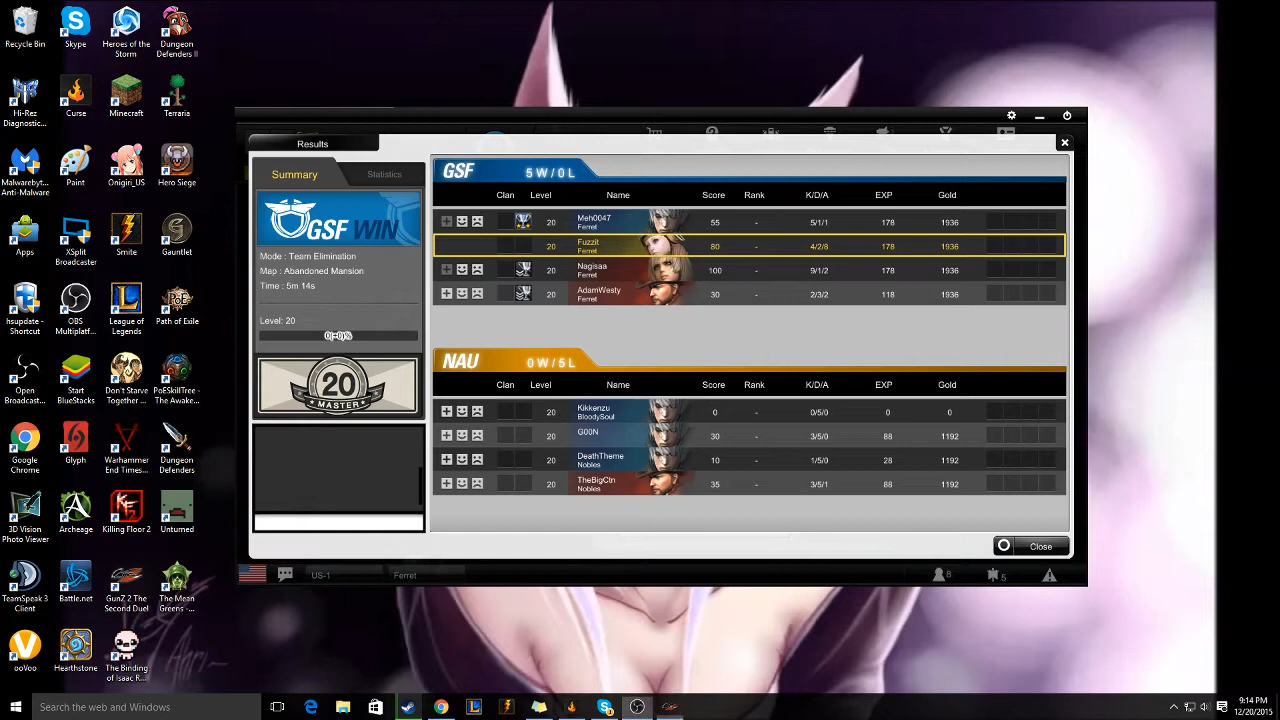 Recycle Bin
Skype
Heroes of the
Storm
Dungeon
Defenders II
Hi-Rez
Diagnostic...
Curse
Minecraft
Terraria
Malwareb yt...
Anti-Malware
Paint
Onigiri_US
Hero Siege
Apps
XSplit
Broadcaster
Smite
Gauntlet
hsupdate -
Shortcut
OBS
Multiplatf...
League of
Legends
Path of Exile
Open
Broadcast...
Start
BlueStacks
Don't Starve
Together ...
PoESkillTree -
The Awake...
Google
Chrome
Glyph
Warhammer
End Times...
Dungeon
Defenders
3D Vision
Photo Viewer
Archeage
Killing Floor 2
Unturned
TeamSpeak 3
Client
Battle.net
GunZ 2 The
Second Duel
The Mean
Greens -...
ooVoo
Hearthstone
The Binding
of Isaac R...
Results
Summary
Statistics
GSF WIN
Mode : Team Elimination
Map : Abandoned Mansion
Time : 5m 14s
Level: 20
0(+0)%
20
MASTER
GSF 5 W / 0 L
Clan Level Name Score Rank K/D/A EXP Gold
20 Meh0047 55 - 5/1/1 178 1936
Ferret
20 Fuzzit 80 - 4/2/8 178 1936
Ferret
20 Nagisaa 100 - 9/1/2 178 1936
Ferret
20 AdamWesty 30 - 2/3/2 118 1936
Ferret
NAU 0 W / 5 L
Clan Level Name Score Rank K/D/A EXP Gold
20 Kikkenzu 0 - 0/5/0 0 0
BloodySoul
20 G00N 30 - 3/5/0 88 1192
20 DeathTheme 10 - 1/5/0 28 1192
Nobles
20 TheBigCtn 35 - 3/5/1 88 1192
Nobles
Close
US-1
Ferret
8
5
Search the web and Windows
9:14 PM
12/20/2015